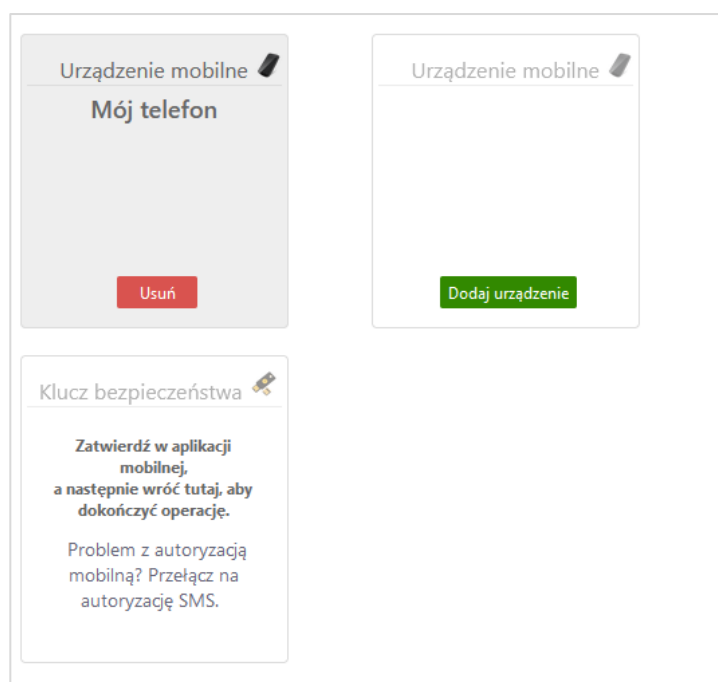 Urządzenie mobilne
Mój telefon
Usuń
Urządzenie mobilne
Dodaj urządzenie
Klucz bezpieczeństwa
Zatwierdź w aplikacji
mobilnej,
a następnie wróć tutaj, aby
dokończyć operację.
Problem z autoryzacją
mobilną? Przełącz na
autoryzację SMS.